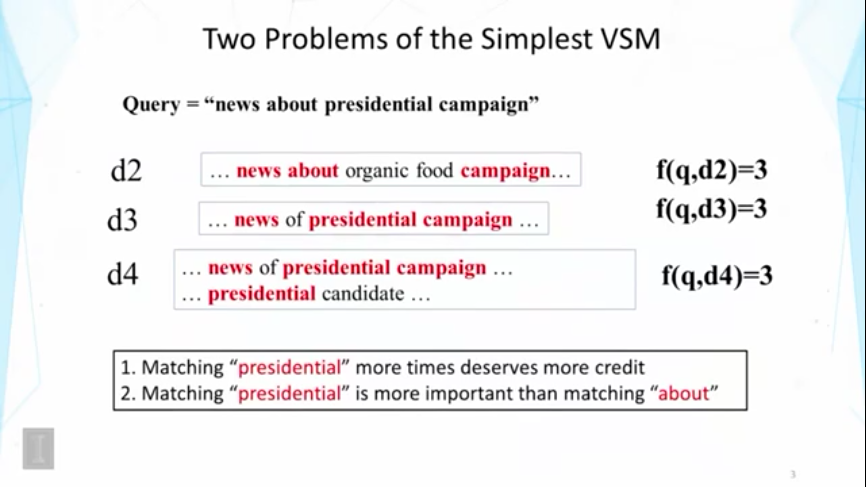 Two Problems of the Simplest VSM
Query = “news about presidential campaign”
d2 … news about organic food campaign… f(q,d2)=3
d3 … news of presidential campaign … f(q,d3)=3
d4 … news of presidential campaign … f(q,d4)=3
… presidential candidate …
1. Matching “presidential” more times deserves more credit
2. Matching “presidential” is more important than matching “about”
I
3